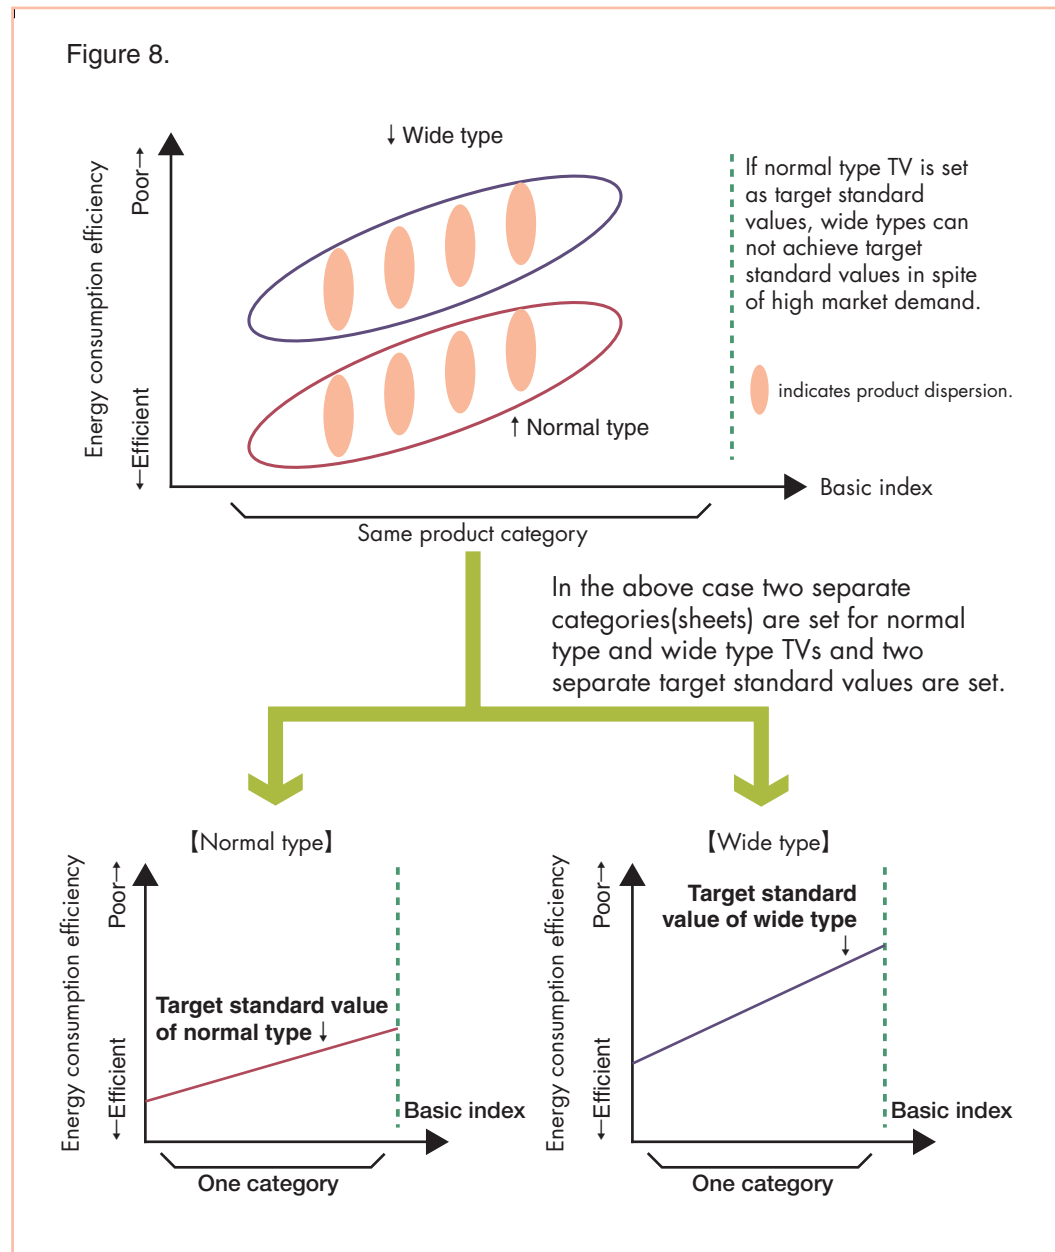 Figure 8.
↓ Wide type
Energy consumption efficiency
Poor→
←Efficient
If normal type TV is set
as target standard
values, wide types can
not achieve target
standard values in spite
of high market demand.
indicates product dispersion.
↑ Normal type
Basic index
Same product category
In the above case two separate
categories(sheets) are set for normal
type and wide type TVs and two
separate target standard values are set.
【Normal type】
Energy consumption efficiency
Poor→
←Efficient
Target standard value
of normal type ↓
Basic index
One category
【Wide type】
Energy consumption efficiency
Poor→
←Efficient
Target standard
value of wide type
↓
Basic index
One category